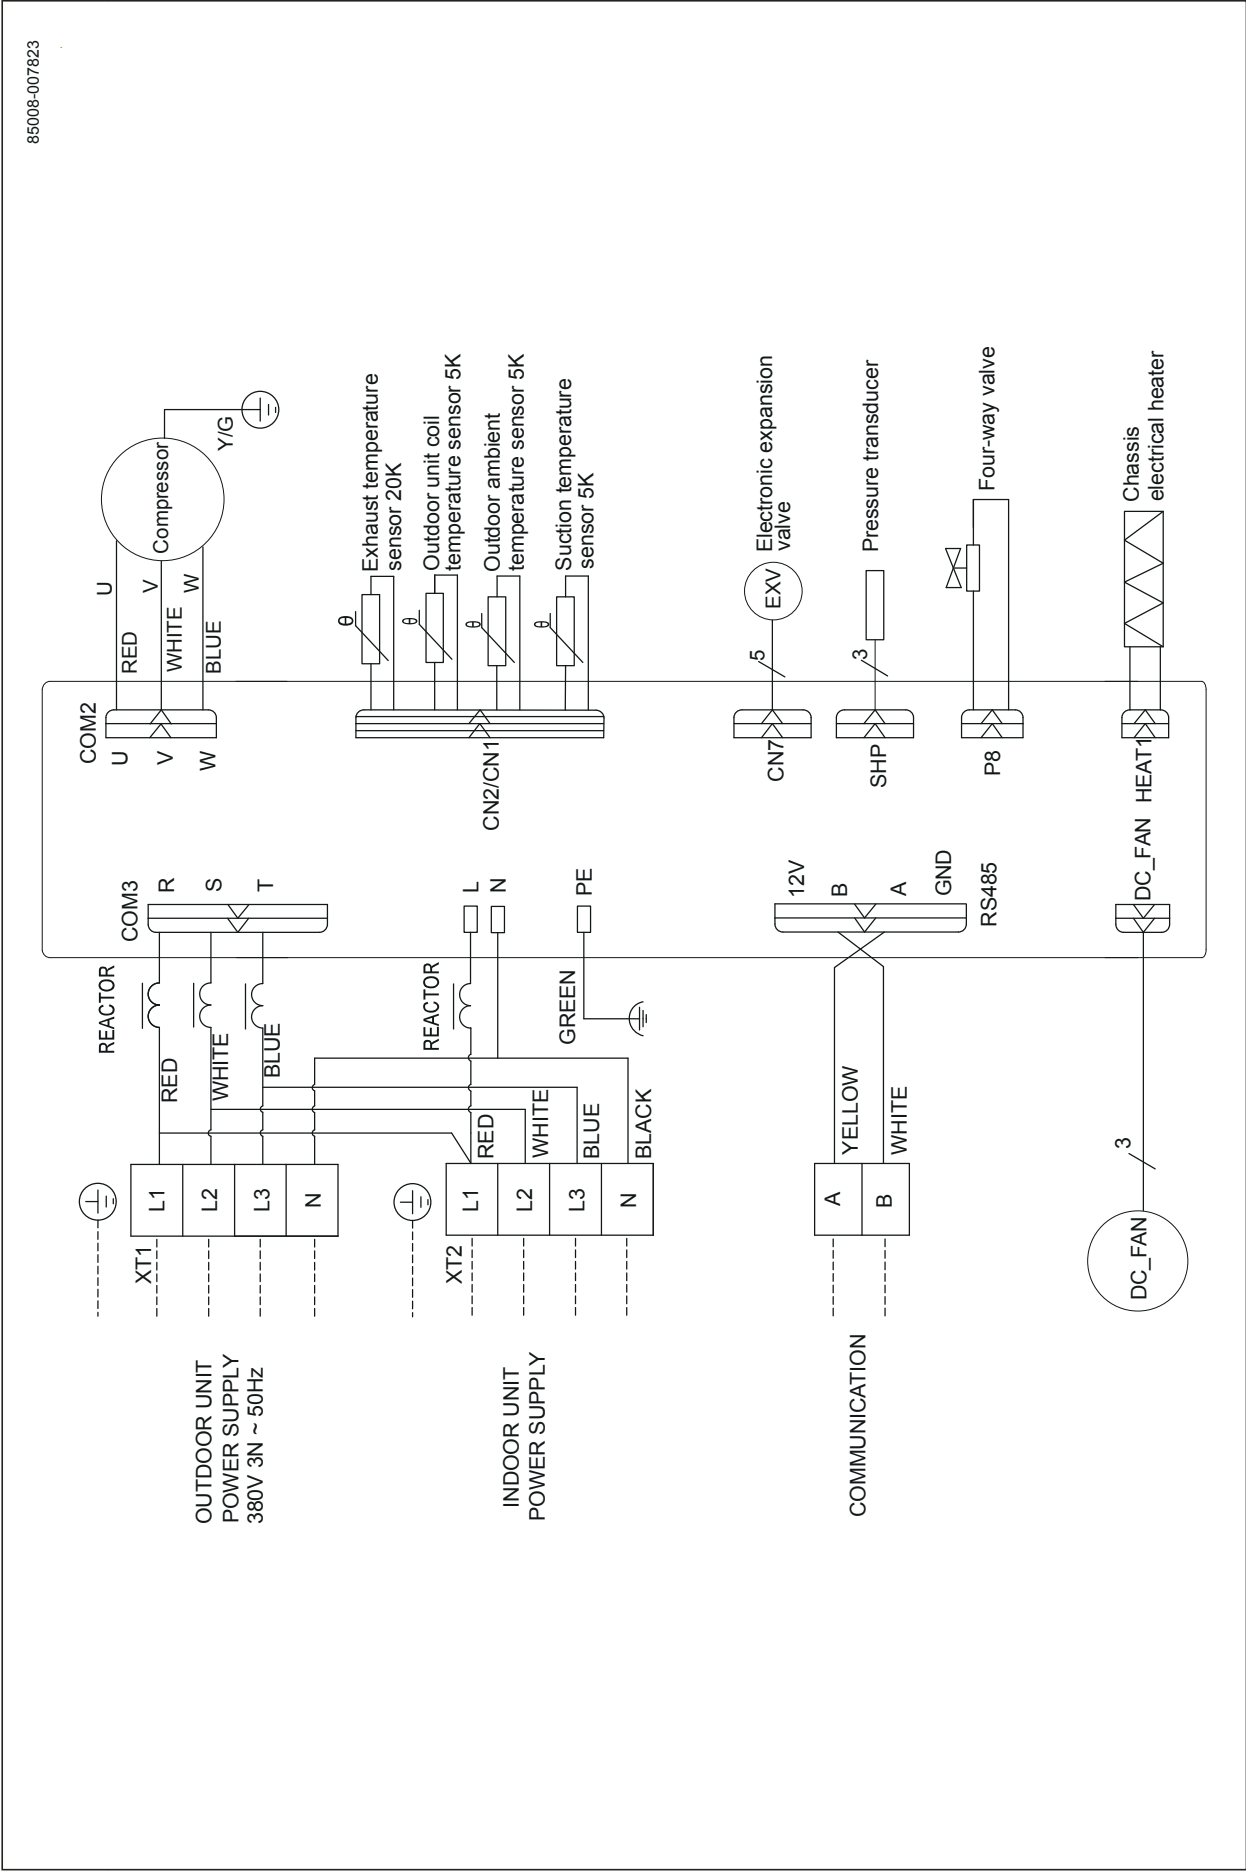 85008-007823
OUTDOOR UNIT
POWER SUPPLY
380V 3N ~ 50Hz
XT1
L1
L2
L3
N
RED
WHITE
BLUE
REACTOR
COM3
R
S
T
COM2
U
V
W
U
V
W
RED
WHITE
BLUE
Compressor
Y/G
INDOOR UNIT
POWER SUPPLY
XT2
L1
L2
L3
N
RED
WHITE
BLUE
BLACK
REACTOR
GREEN
L
N
PE
CN2/CN1
θ
θ
θ
θ
Exhaust temperature
sensor 20K
Outdoor unit coil
temperature sensor 5K
Outdoor ambient
temperature sensor 5K
Suction temperature
sensor 5K
COMMUNICATION
A
B
YELLOW
WHITE
12V
B
A
GND
RS485
CN7
5
EXV
Electronic expansion
valve
SHP
3
Pressure transducer
P8
Four-way valve
DC_FAN
3
DC_FAN
HEAT1
Chassis
electrical heater